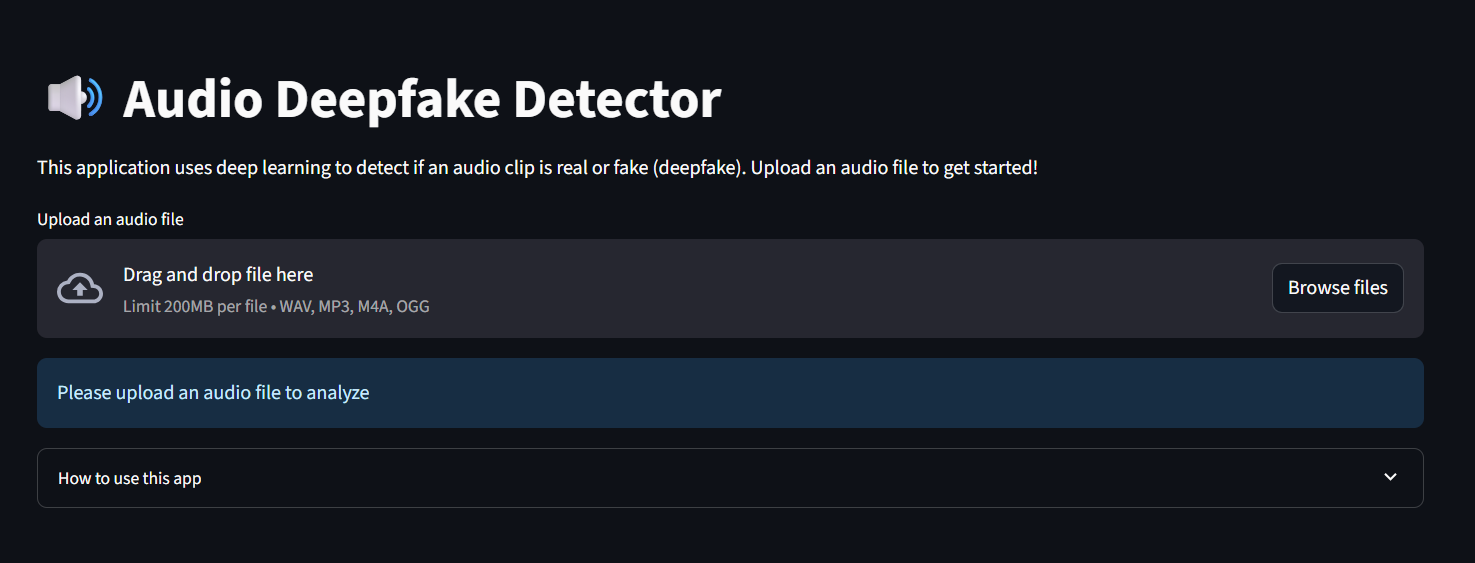 Audio Deepfake Detector
This application uses deep learning to detect if an audio clip is real or fake (deepfake). Upload an audio file to get started!
Upload an audio file
Drag and drop file here
Limit 200MB per file • WAV, MP3, M4A, OGG
Browse files
Please upload an audio file to analyze
How to use this app